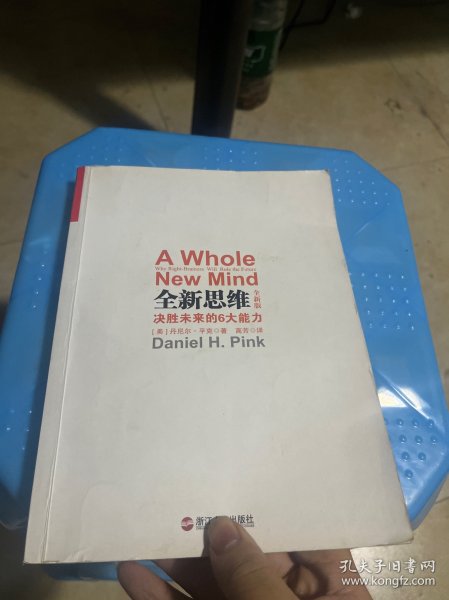 A Whole
Why Right-Brainers Will Rule the Future
New Mind
全新思维 全新版
决胜未来的6大能力
[美]丹尼尔·平克◎著 高芳◎译
Daniel H. Pink
浙江 出版社
孔夫子旧书网
www.kongfz.com